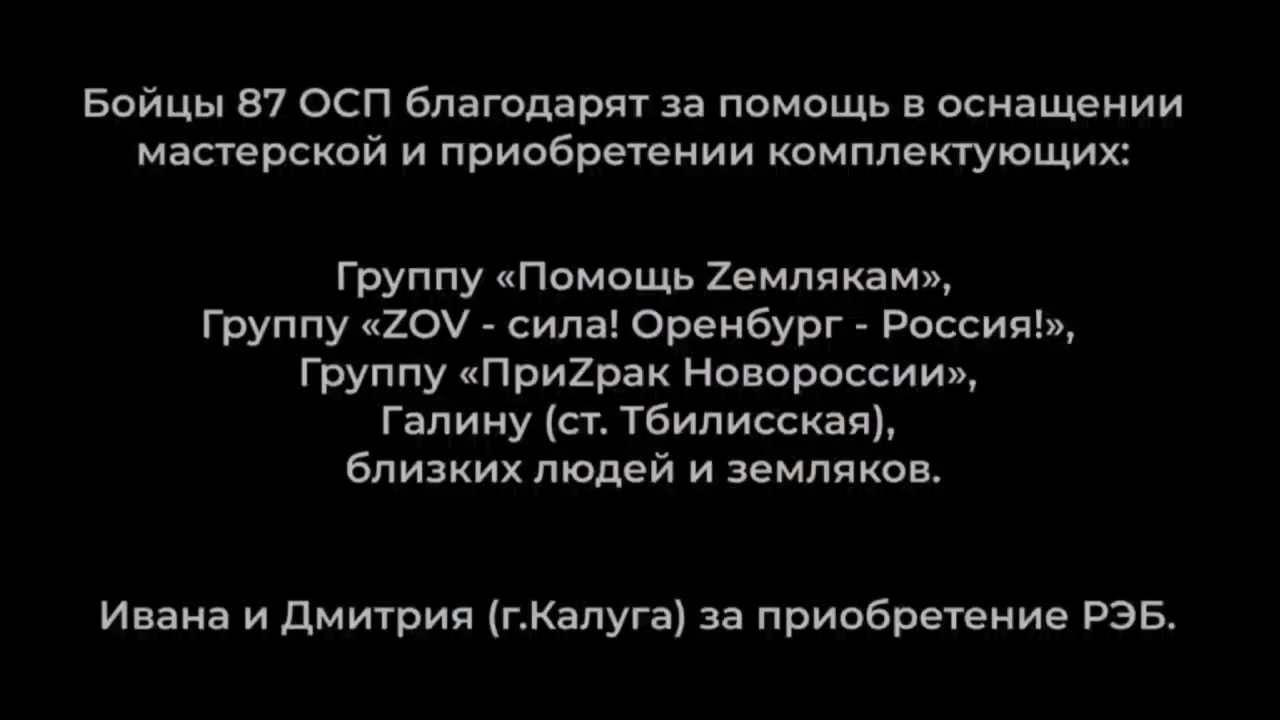 Бойцы 87 ОСП благодарят за помощь в оснащении
мастерской и приобретении комплектующих:
Группу «Помощь Zемлякам»,
Группу «ZOV - сила! Оренбург - Россия!»,
Группу «ПриZрак Новороссии»,
Галину (ст. Тбилисская),
близких людей и земляков.
Ивана и Дмитрия (г.Калуга) за приобретение РЭБ.